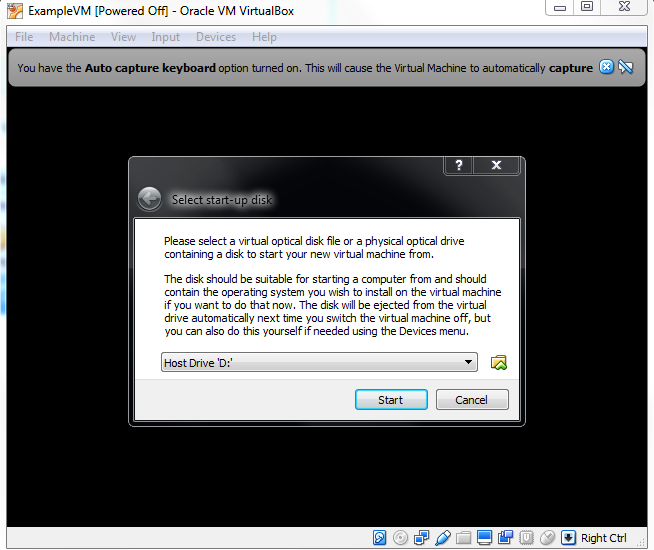 ExampleVM [Powered Off] - Oracle VM VirtualBox
File Machine View Input Devices Help
You have the Auto capture keyboard option turned on. This will cause the Virtual Machine to automatically capture
?
Select start-up disk
Please select a virtual optical disk file or a physical optical drive
containing a disk to start your new virtual machine from.
The disk should be suitable for starting a computer from and should
contain the operating system you wish to install on the virtual machine
if you want to do that now. The disk will be ejected from the virtual
drive automatically next time you switch the virtual machine off, but
you can also do this yourself if needed using the Devices menu.
Host Drive 'D:'
Start Cancel
Right Ctrl